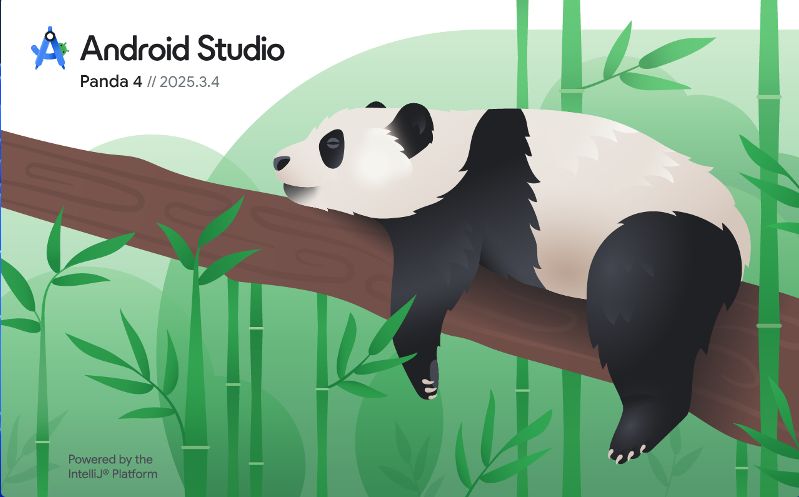 Android Studio
Panda 4 // 2025.3.4
Powered by the
IntelliJ® Platform